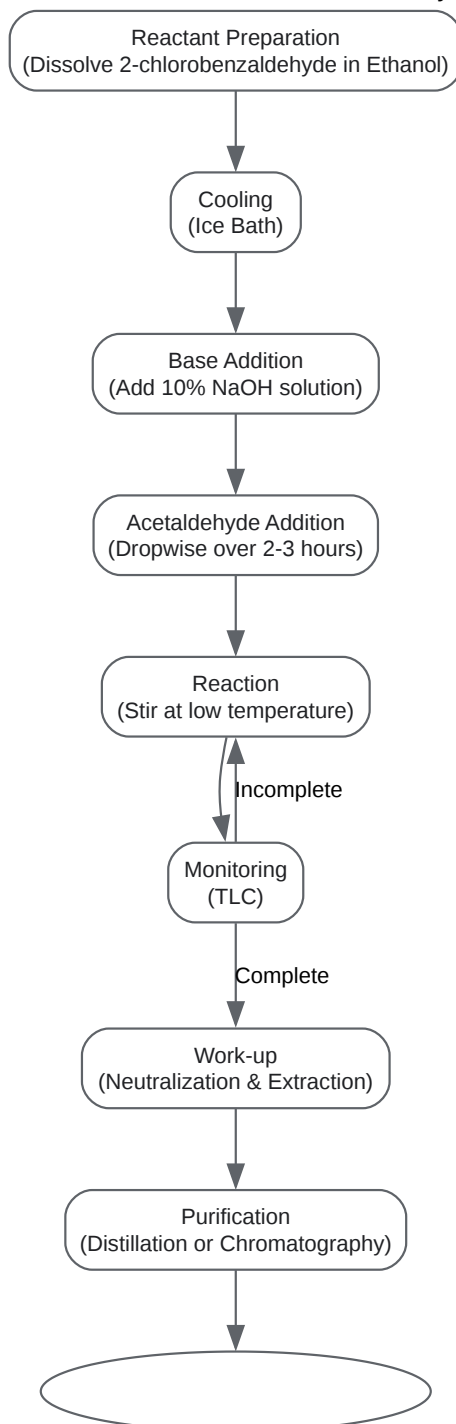 Reactant Preparation
(Dissolve 2-chlorobenzaldehyde in Ethanol)
Cooling
(Ice Bath)
Base Addition
(Add 10% NaOH solution)
Acetaldehyde Addition
(Dropwise over 2-3 hours)
Reaction
(Stir at low temperature)
Incomplete
Monitoring
(TLC)
Complete
Work-up
(Neutralization & Extraction)
Purification
(Distillation or Chromatography)